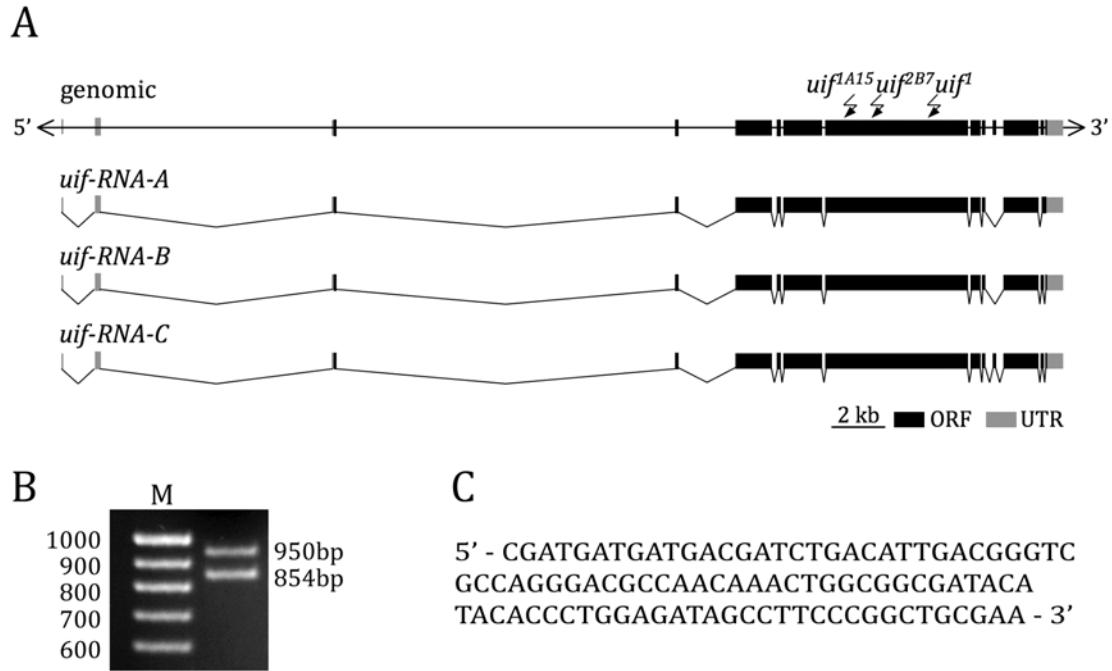 A
genomic
uif1A15 uif2B7 uif1
5’ 3’
uif-RNA-A
uif-RNA-B
uif-RNA-C
2 kb ORF UTR
B
M
1000
900
800
700
600
950bp
854bp
C
5’ - CGATGATGATGACGATCTGACATTGACGGGTC
GCCAGGGACGCCAACAAACTGGCGGCGATACA
TACACCCTGGAGATAGCCTTCCCGGCTGCGAA - 3’